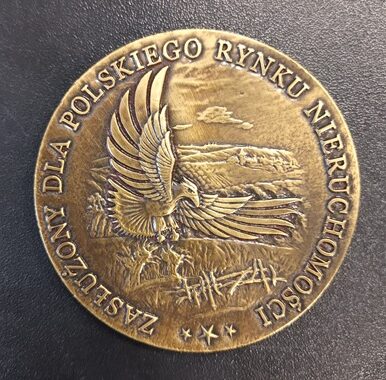 ZASŁUŻONY DLA POLSKIEGO RYNKU NIERUCHOMOŚCI